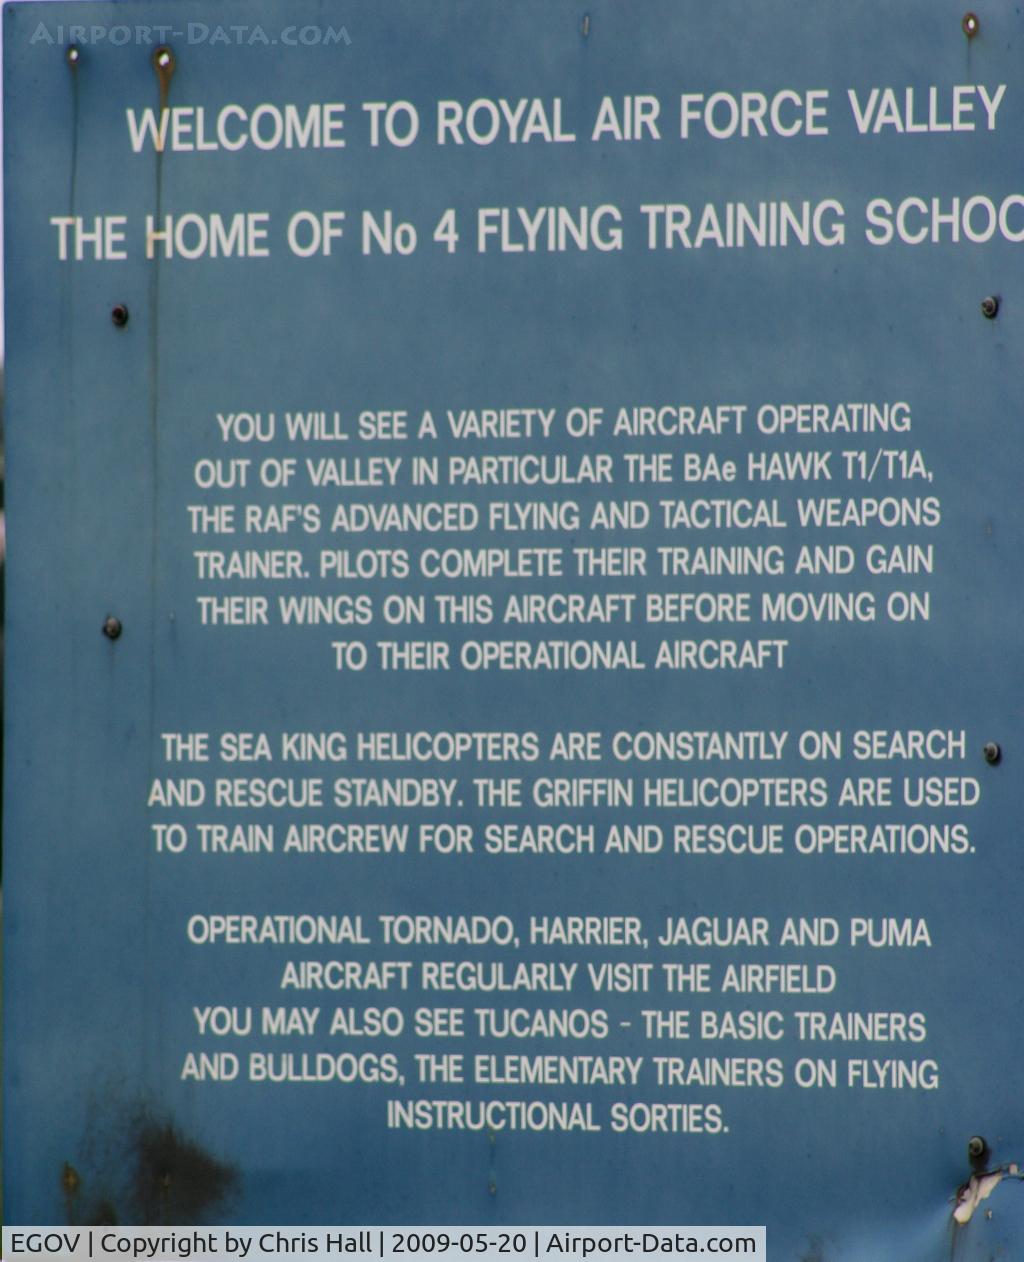 AIRPORT-DATA.COM
WELCOME TO ROYAL AIR FORCE VALLEY
THE HOME OF No 4 FLYING TRAINING SCHOO
YOU WILL SEE A VARIETY OF AIRCRAFT OPERATING
OUT OF VALLEY IN PARTICULAR THE BAe HAWK T1/T1A,
THE RAF'S ADVANCED FLYING AND TACTICAL WEAPONS
TRAINER. PILOTS COMPLETE THEIR TRAINING AND GAIN
THEIR WINGS ON THIS AIRCRAFT BEFORE MOVING ON
TO THEIR OPERATIONAL AIRCRAFT
THE SEA KING HELICOPTERS ARE CONSTANTLY ON SEARCH
AND RESCUE STANDBY. THE GRIFFIN HELICOPTERS ARE USED
TO TRAIN AIRCREW FOR SEARCH AND RESCUE OPERATIONS.
OPERATIONAL TORNADO, HARRIER, JAGUAR AND PUMA
AIRCRAFT REGULARLY VISIT THE AIRFIELD
YOU MAY ALSO SEE TUCANOS - THE BASIC TRAINERS
AND BULLDOGS, THE ELEMENTARY TRAINERS ON FLYING
INSTRUCTIONAL SORTIES.
EGOV | Copyright by Chris Hall | 2009-05-20 | Airport-Data.com